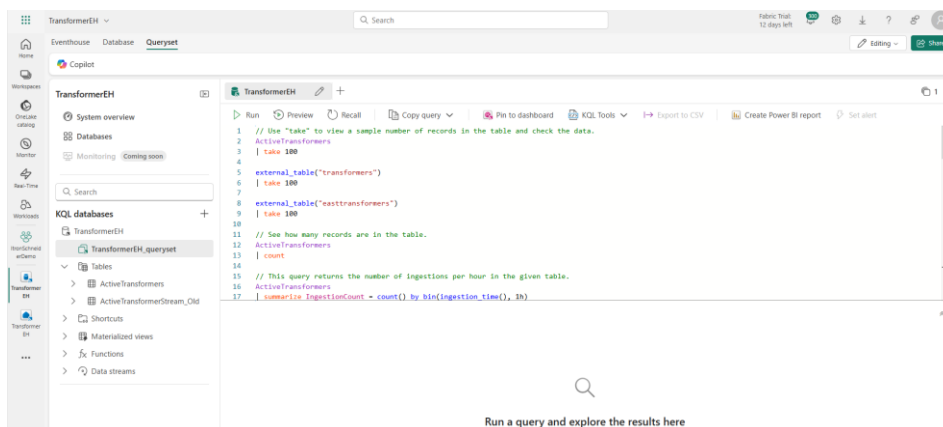 TransformerEH
Search
Fabric Trial:
12 days left
Eventhouse Database Queryset
Editing
Share
Home
Copilot
Workspaces
OneLake
catalog
Monitor
Real-Time
Workloads
Transformer
EH
Transformer
EH
TransformerEH
System overview
Databases
Monitoring Coming soon
Search
KQL databases
TransformerEH
TransformerEH_queryset
Tables
ActiveTransformers
ActiveTransformerStream_Old
Shortcuts
Materialized views
Functions
Data streams
TransformerEH
1
Run Preview Recall Copy query Pin to dashboard KQL Tools Export to CSV Create Power BI report Set alert
1 // Use "take" to view a sample number of records in the table and check the data.
2 ActiveTransformers
3 | take 100
4
5 external_table("transformers")
6 | take 100
7
8 external_table("easttransformers")
9 | take 100
10
11 // See how many records are in the table.
12 ActiveTransformers
13 | count
14
15 // This query returns the number of ingestions per hour in the given table.
16 ActiveTransformers
17 | summarize IngestionCount = count() by bin(ingestion_time(), 1h)
Run a query and explore the results here